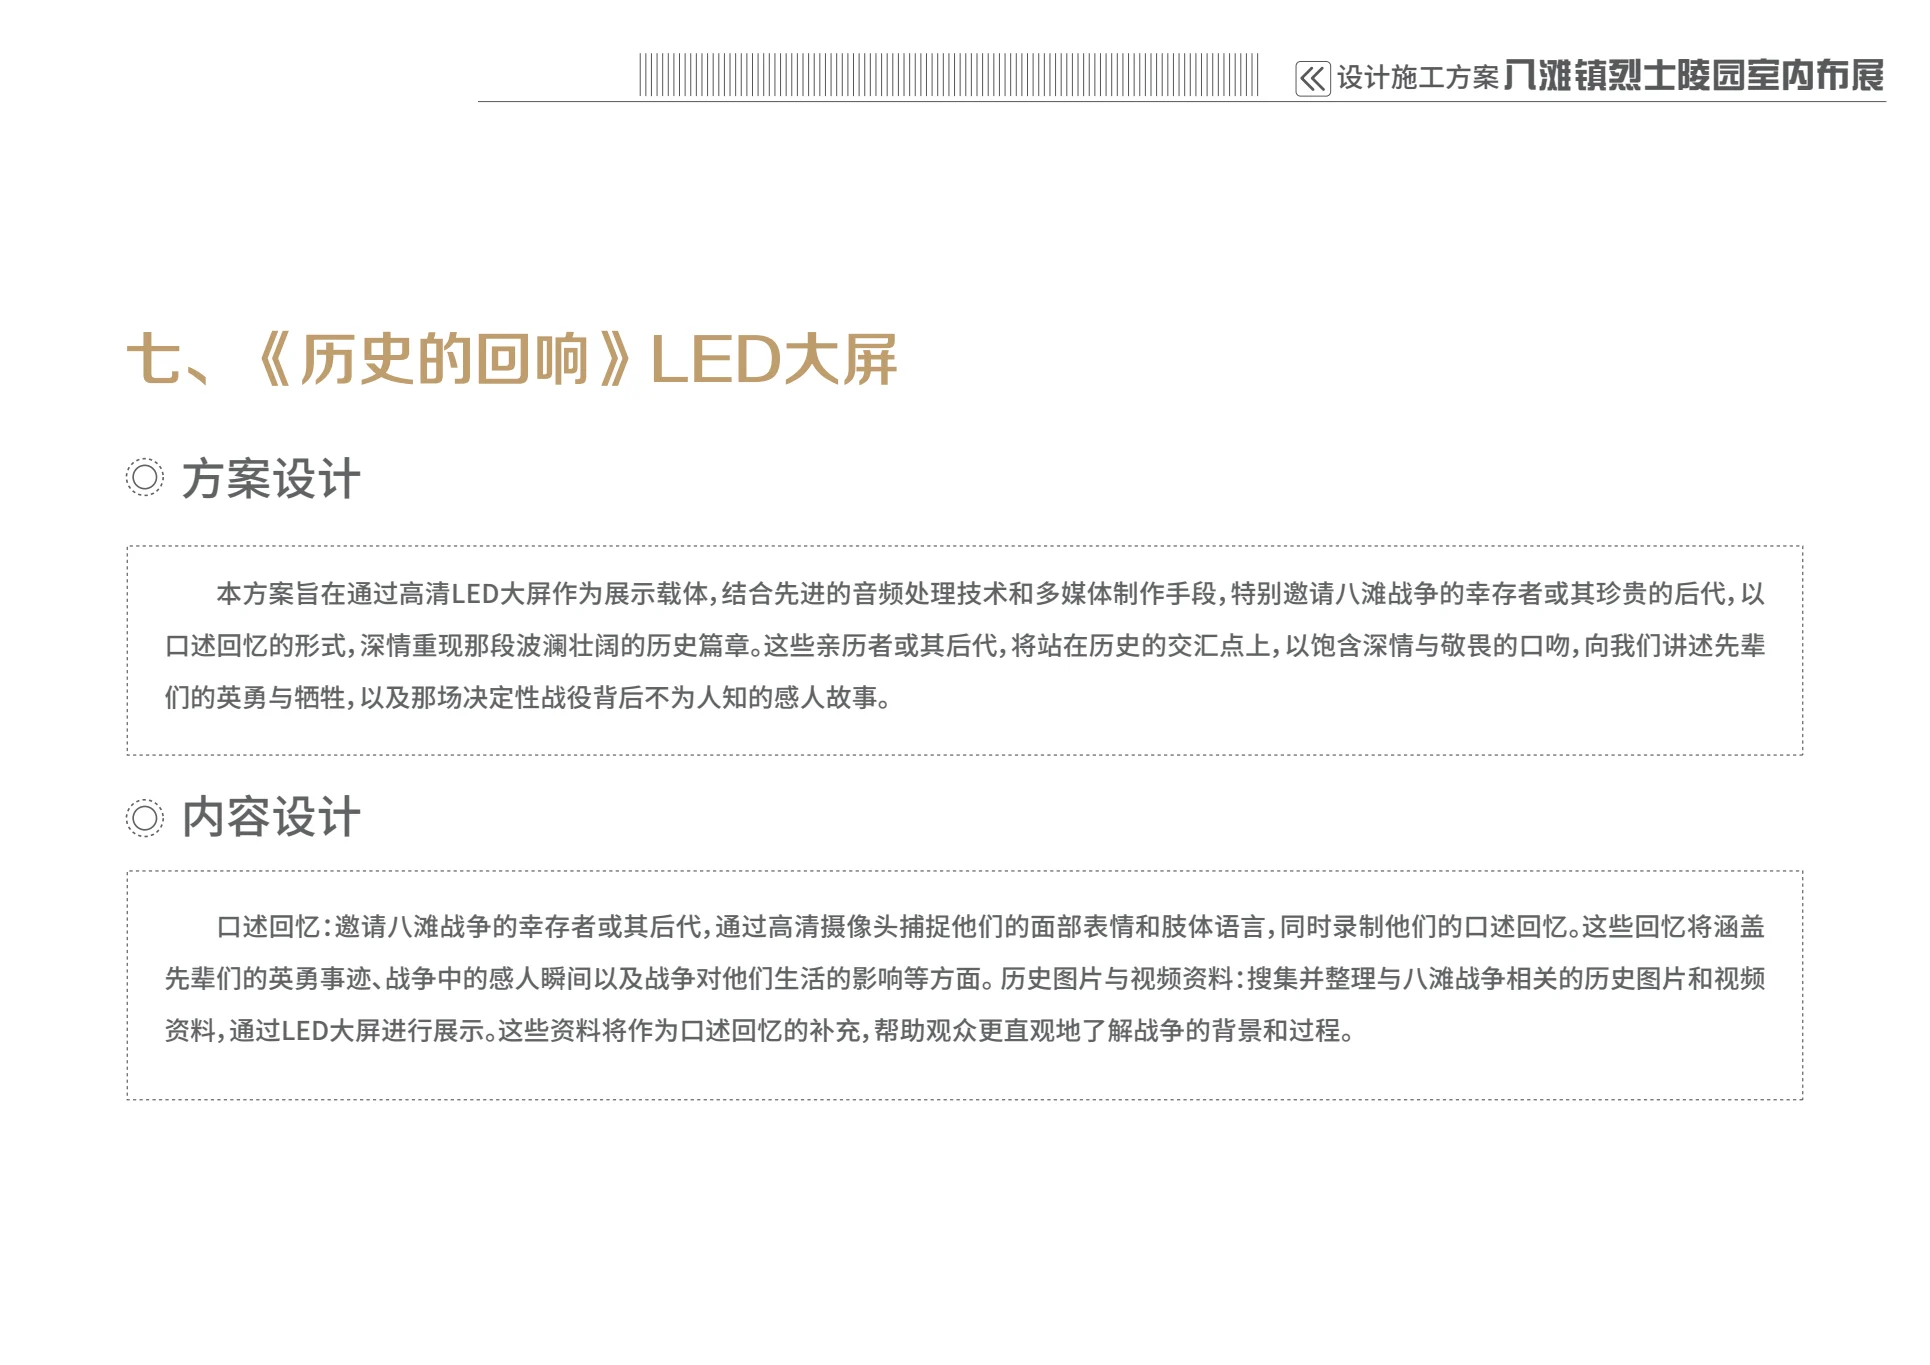 设计施工方案 八滩镇烈士陵园室内布展
七、《历史的回响》LED大屏
方案设计
本方案旨在通过高清LED大屏作为展示载体，结合先进的音频处理技术和多媒体制作手段，特别邀请八滩战争的幸存者或其珍贵的后代，以
口述回忆的形式，深情重现那段波澜壮阔的历史篇章。这些亲历者或其后代，将站在历史的交汇点上，以饱含深情与敬畏的口吻，向我们讲述先辈
们的英勇与牺牲，以及那场决定性战役背后不为人知的感人故事。
内容设计
口述回忆：邀请八滩战争的幸存者或其后代，通过高清摄像头捕捉他们的面部表情和肢体语言，同时录制他们的口述回忆。这些回忆将涵盖
先辈们的英勇事迹、战争中的感人瞬间以及战争对他们生活的影响等方面。历史图片与视频资料：搜集并整理与八滩战争相关的历史图片和视频
资料，通过LED大屏进行展示。这些资料将作为口述回忆的补充，帮助观众更直观地了解战争的背景和过程。